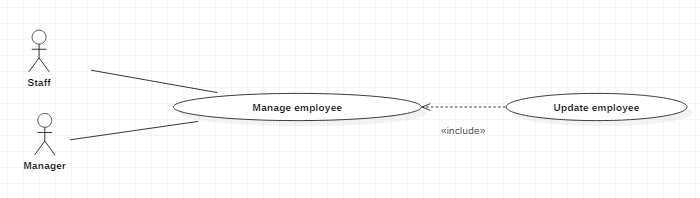 Staff
Manage employee
Update employee
«include»
Manager